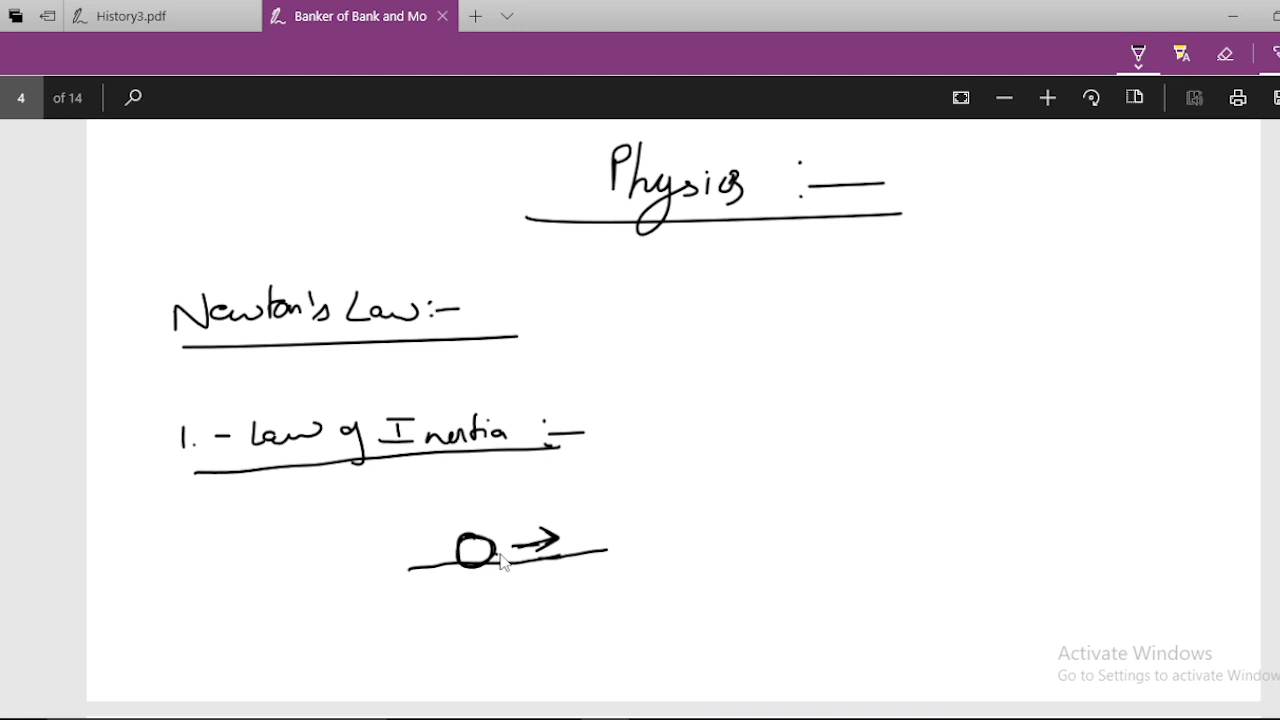 History3.pdf
Banker of Bank and Mo
4 of 14
Physics :—
Newton's Law :-
1. - Law of Inertia :-
Activate Windows
Go to Settings to activate Window